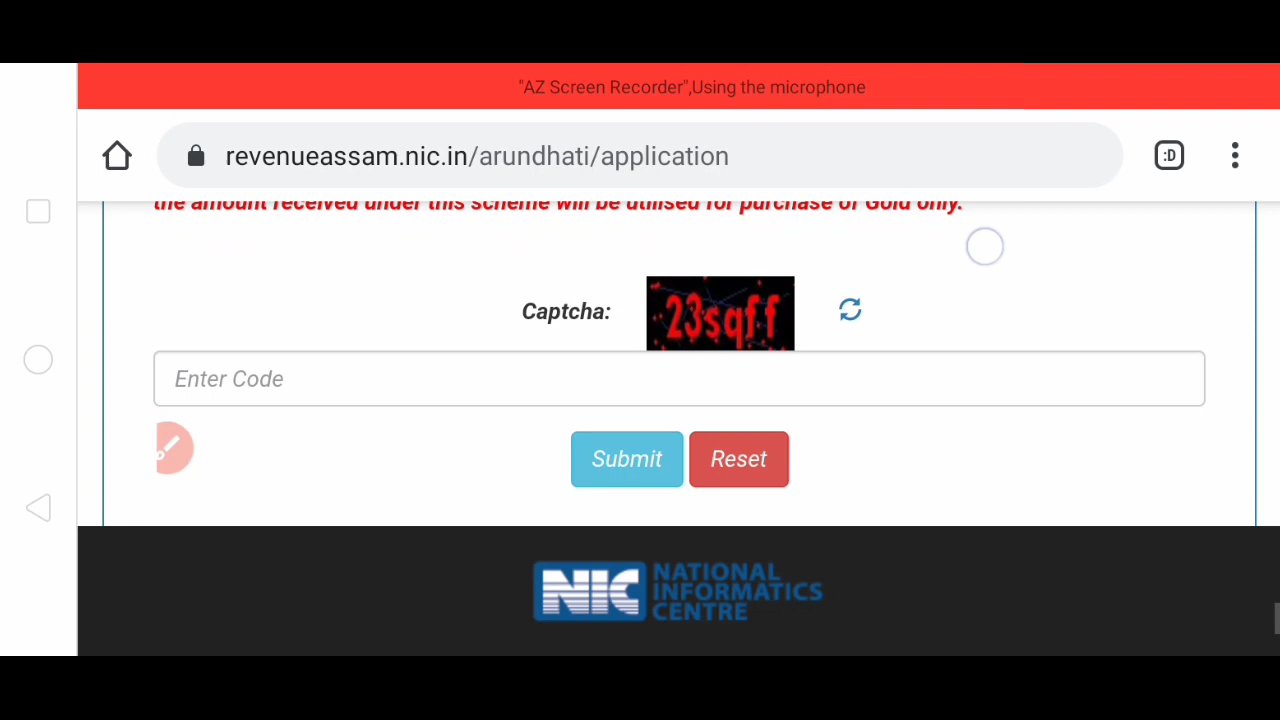 "AZ Screen Recorder",Using the microphone
revenueassam.nic.in/arundhati/application
:D
the amount received under this scheme will be utilised for purchase of Gold only.
Captcha:
23sqff
Enter Code
Submit
Reset
NIC
NATIONAL
INFORMATICS
CENTRE